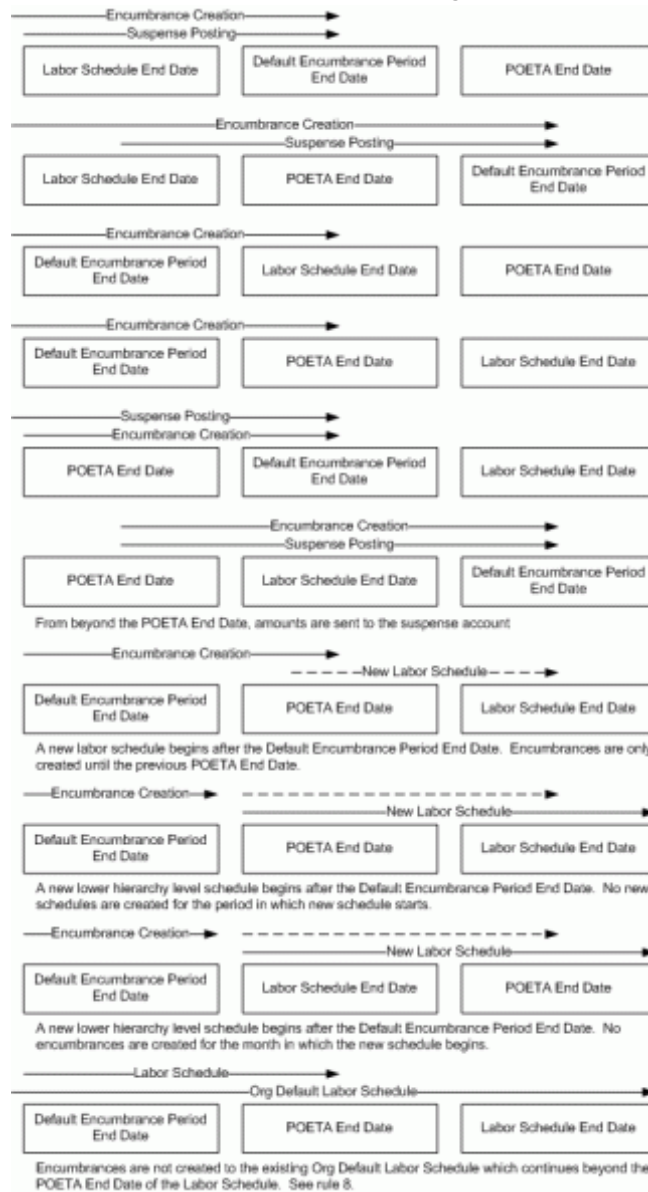 Encumbrance Creation
Suspense Posting
Labor Schedule End Date
Default Encumbrance Period
End Date
POETA End Date
Encumbrance Creation
Suspense Posting
Labor Schedule End Date
POETA End Date
Default Encumbrance Period
End Date
Encumbrance Creation
Default Encumbrance Period
End Date
Labor Schedule End Date
POETA End Date
Encumbrance Creation
Default Encumbrance Period
End Date
POETA End Date
Labor Schedule End Date
Suspense Posting
Encumbrance Creation
POETA End Date
Default Encumbrance Period
End Date
Labor Schedule End Date
Encumbrance Creation
Suspense Posting
POETA End Date
Labor Schedule End Date
Default Encumbrance Period
End Date
From beyond the POETA End Date, amounts are sent to the suspense account
Encumbrance Creation
New Labor Schedule
Default Encumbrance Period
End Date
POETA End Date
Labor Schedule End Date
A new labor schedule begins after the Default Encumbrance Period End Date. Encumbrances are only
created until the previous POETA End Date.
Encumbrance Creation
New Labor Schedule
Default Encumbrance Period
End Date
POETA End Date
Labor Schedule End Date
A new lower hierarchy level schedule begins after the Default Encumbrance Period End Date. No new
schedules are created for the period in which new schedule starts.
Encumbrance Creation
New Labor Schedule
Default Encumbrance Period
End Date
Labor Schedule End Date
POETA End Date
A new lower hierarchy level schedule begins after the Default Encumbrance Period End Date. No
encumbrances are created for the month in which the new schedule begins.
Labor Schedule
Org Default Labor Schedule
Default Encumbrance Period
End Date
POETA End Date
Labor Schedule End Date
Encumbrances are not created to the existing Org Default Labor Schedule which continues beyond the
POETA End Date of the Labor Schedule. See rule 8.